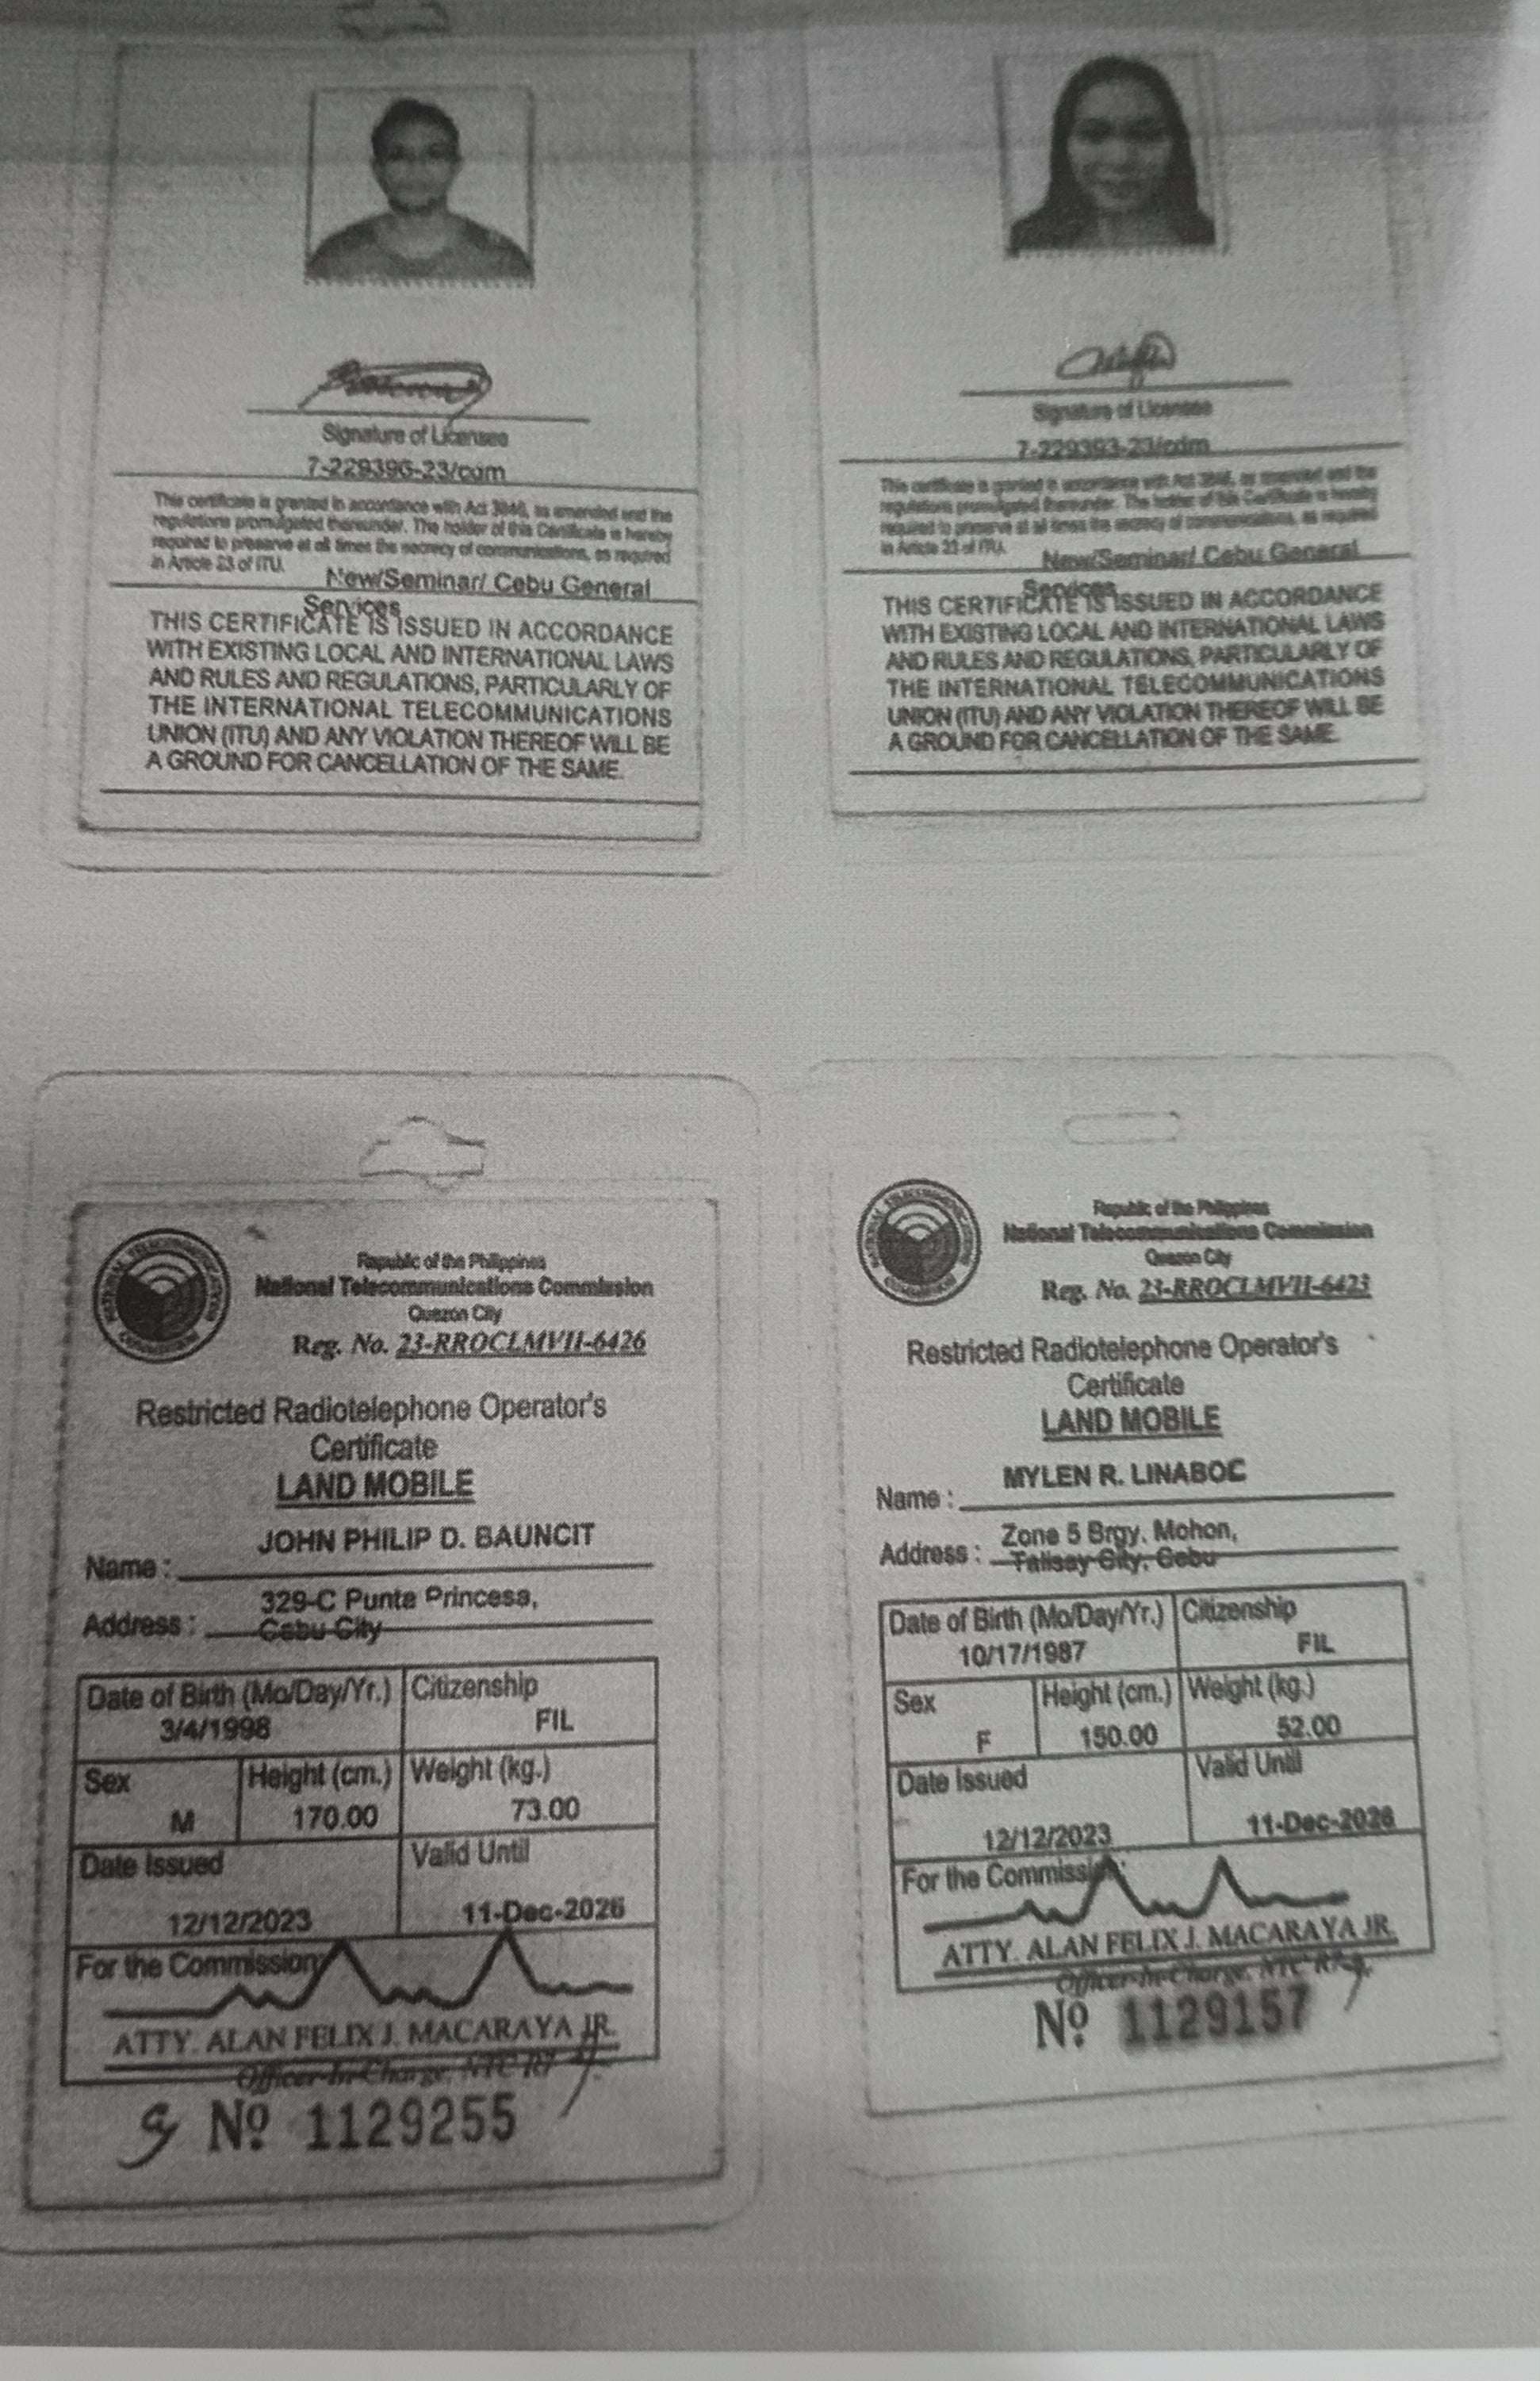 Signature of Licensee
7-229396-23/cdm
This certificate is granted in accordance with Act 3846, as amended and the
regulations promulgated thereunder. The holder of this Certificate is hereby
required to preserve at all times the secrecy of communications, as required
in Article 23 of ITU.
New/Seminar/ Cebu General
Services
THIS CERTIFICATE IS ISSUED IN ACCORDANCE
WITH EXISTING LOCAL AND INTERNATIONAL LAWS
AND RULES AND REGULATIONS, PARTICULARLY OF
THE INTERNATIONAL TELECOMMUNICATIONS
UNION (ITU) AND ANY VIOLATION THEREOF WILL BE
A GROUND FOR CANCELLATION OF THE SAME.
Signature of Licensee
7-229393-23/cdm
This certificate is granted in accordance with Act 3846, as amended and the
regulations promulgated thereunder. The holder of this Certificate is hereby
required to preserve at all times the secrecy of communications, as required
in Article 23 of ITU.
New/Seminar/ Cebu General
Services
THIS CERTIFICATE IS ISSUED IN ACCORDANCE
WITH EXISTING LOCAL AND INTERNATIONAL LAWS
AND RULES AND REGULATIONS, PARTICULARLY OF
THE INTERNATIONAL TELECOMMUNICATIONS
UNION (ITU) AND ANY VIOLATION THEREOF WILL BE
A GROUND FOR CANCELLATION OF THE SAME.
NATIONAL TELECOMMUNICATIONS COMMISSION
Republic of the Philippines
National Telecommunications Commission
Quezon City
Reg. No. 23-RROCLMVII-6426
Restricted Radiotelephone Operator's
Certificate
LAND MOBILE
Name : JOHN PHILIP D. BAUNCIT
Address : 329-C Punta Princesa,
Cebu City
Date of Birth (Mo/Day/Yr.) Citizenship
3/4/1998 FIL
Sex Height (cm.) Weight (kg.)
M 170.00 73.00
Date Issued Valid Until
12/12/2023 11-Dec-2026
For the Commission:
ATTY. ALAN FELIX J. MACARAYA JR.
Officer-In-Charge, NTC R7
Nº 1129255
NATIONAL TELECOMMUNICATIONS COMMISSION
Republic of the Philippines
National Telecommunications Commission
Quezon City
Reg. No. 23-RROCLMVII-6423
Restricted Radiotelephone Operator's
Certificate
LAND MOBILE
Name : MYLEN R. LINABOC
Address : Zone 5 Brgy. Mohon,
Talisay City, Cebu
Date of Birth (Mo/Day/Yr.) Citizenship
10/17/1987 FIL
Sex Height (cm.) Weight (kg.)
F 150.00 52.00
Date Issued Valid Until
12/12/2023 11-Dec-2026
For the Commission:
ATTY. ALAN FELIX J. MACARAYA JR.
Officer-In-Charge, NTC R7
Nº 1129157